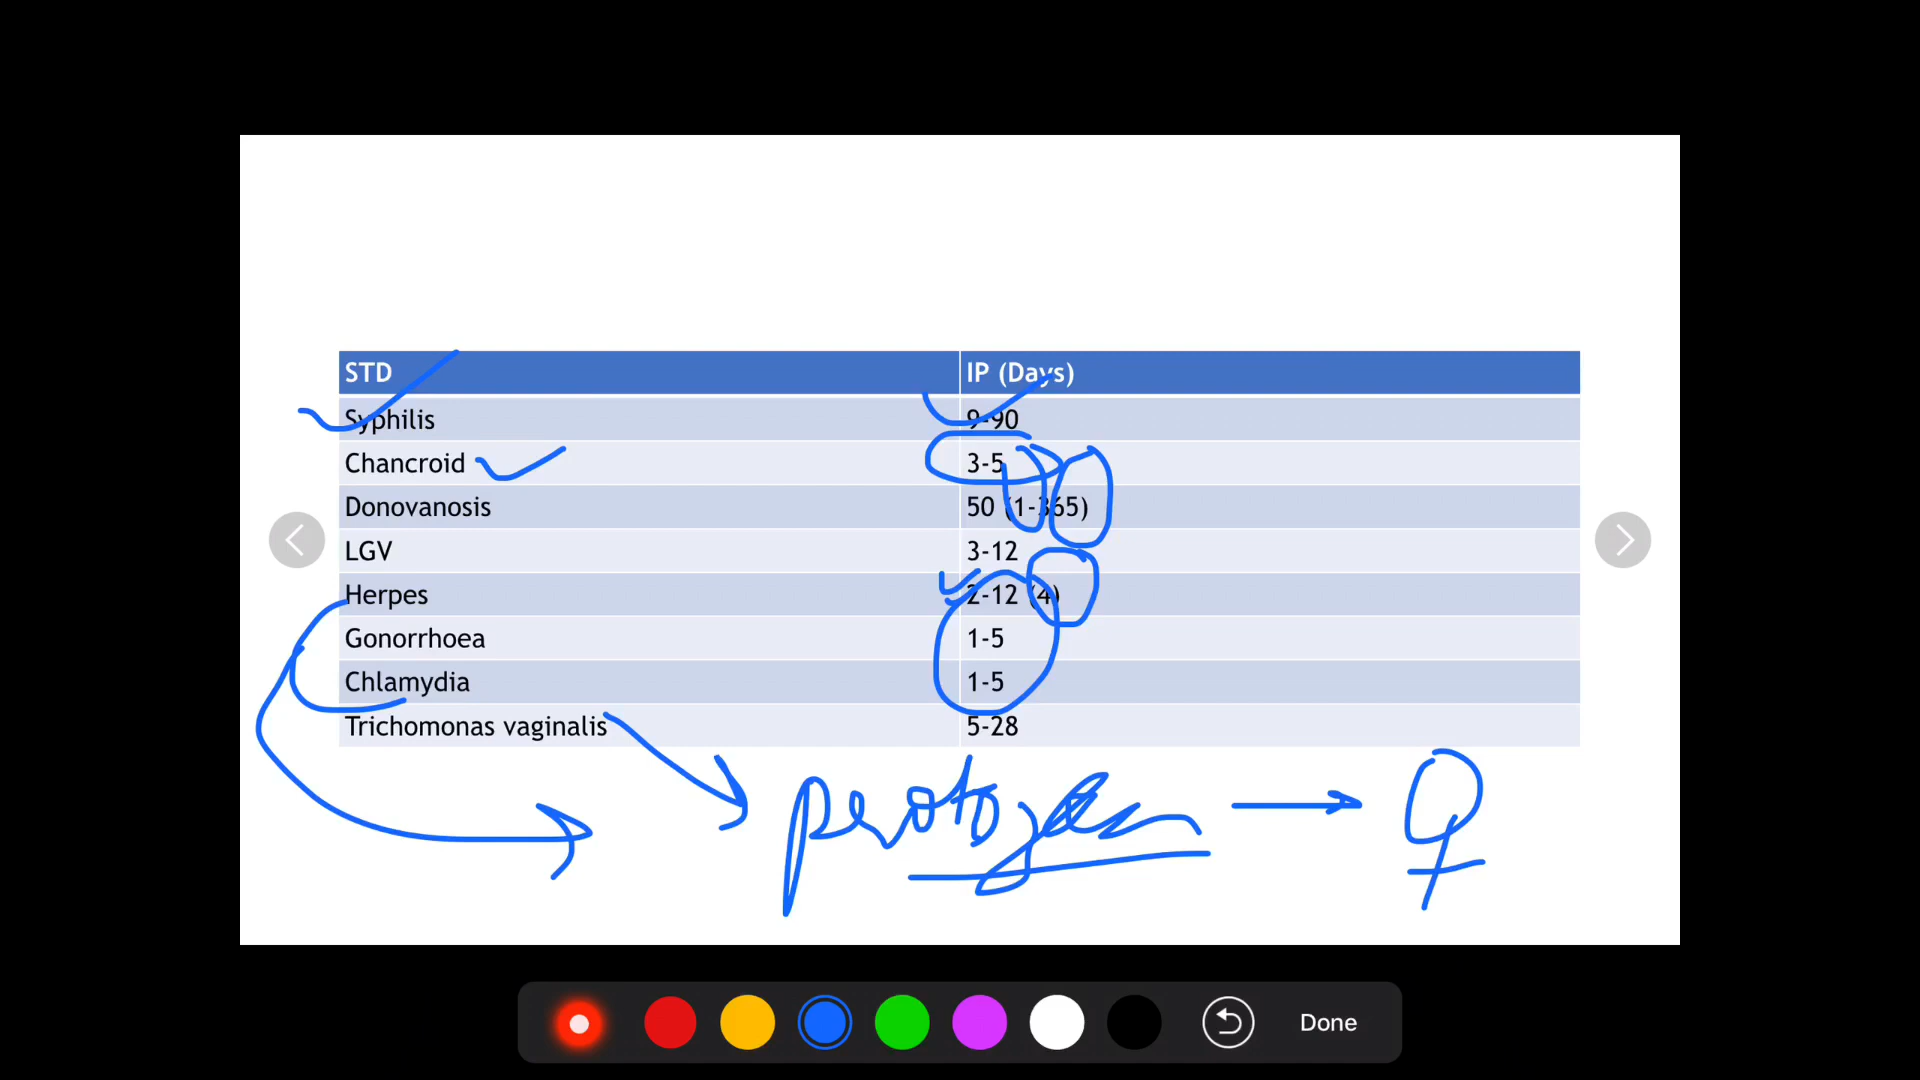 STD IP (Days)
Syphilis 9-90
Chancroid 3-5
Donovanosis 50 (1-365)
LGV 3-12
Herpes 2-12 (4)
Gonorrhoea 1-5
Chlamydia 1-5
Trichomonas vaginalis 5-28
♀
Done